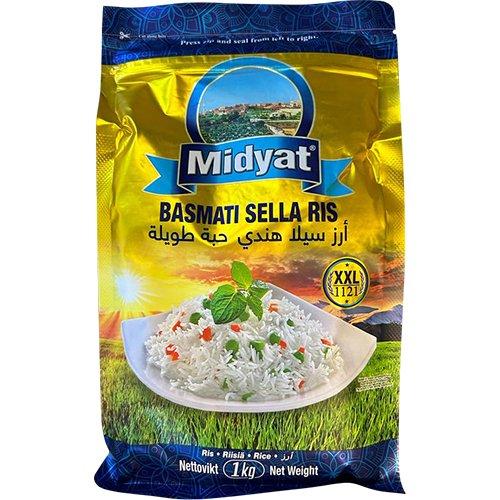 Press zip and seal from left to right.
Midyat®
BASMATI SELLA RIS
أرز سيلا هندي حبة طويلة
XXL
1121
Ris • Riisiä • Rice • أرز
Nettovikt 1kg Net Weight